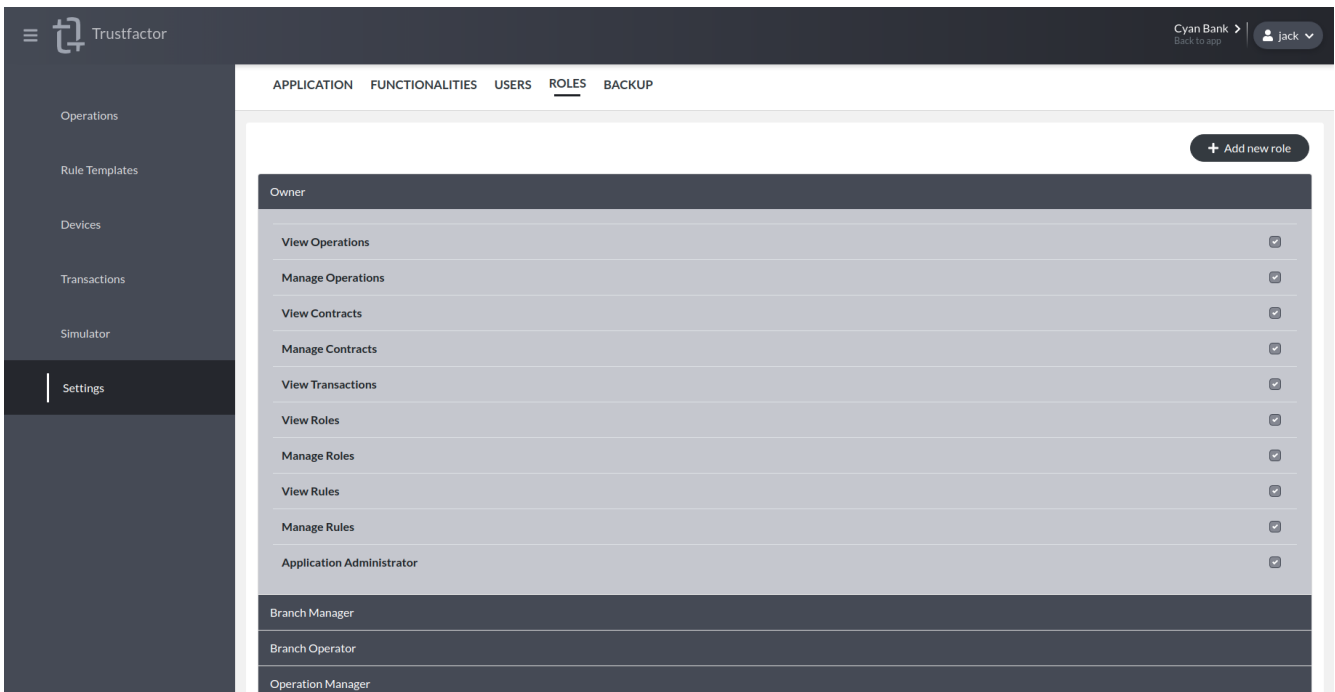 Trustfactor
Cyan Bank
Back to app
jack
APPLICATION FUNCTIONALITIES USERS ROLES BACKUP
Operations
Rule Templates
Devices
Transactions
Simulator
Settings
+ Add new role
Owner
View Operations
Manage Operations
View Contracts
Manage Contracts
View Transactions
View Roles
Manage Roles
View Rules
Manage Rules
Application Administrator
Branch Manager
Branch Operator
Operation Manager